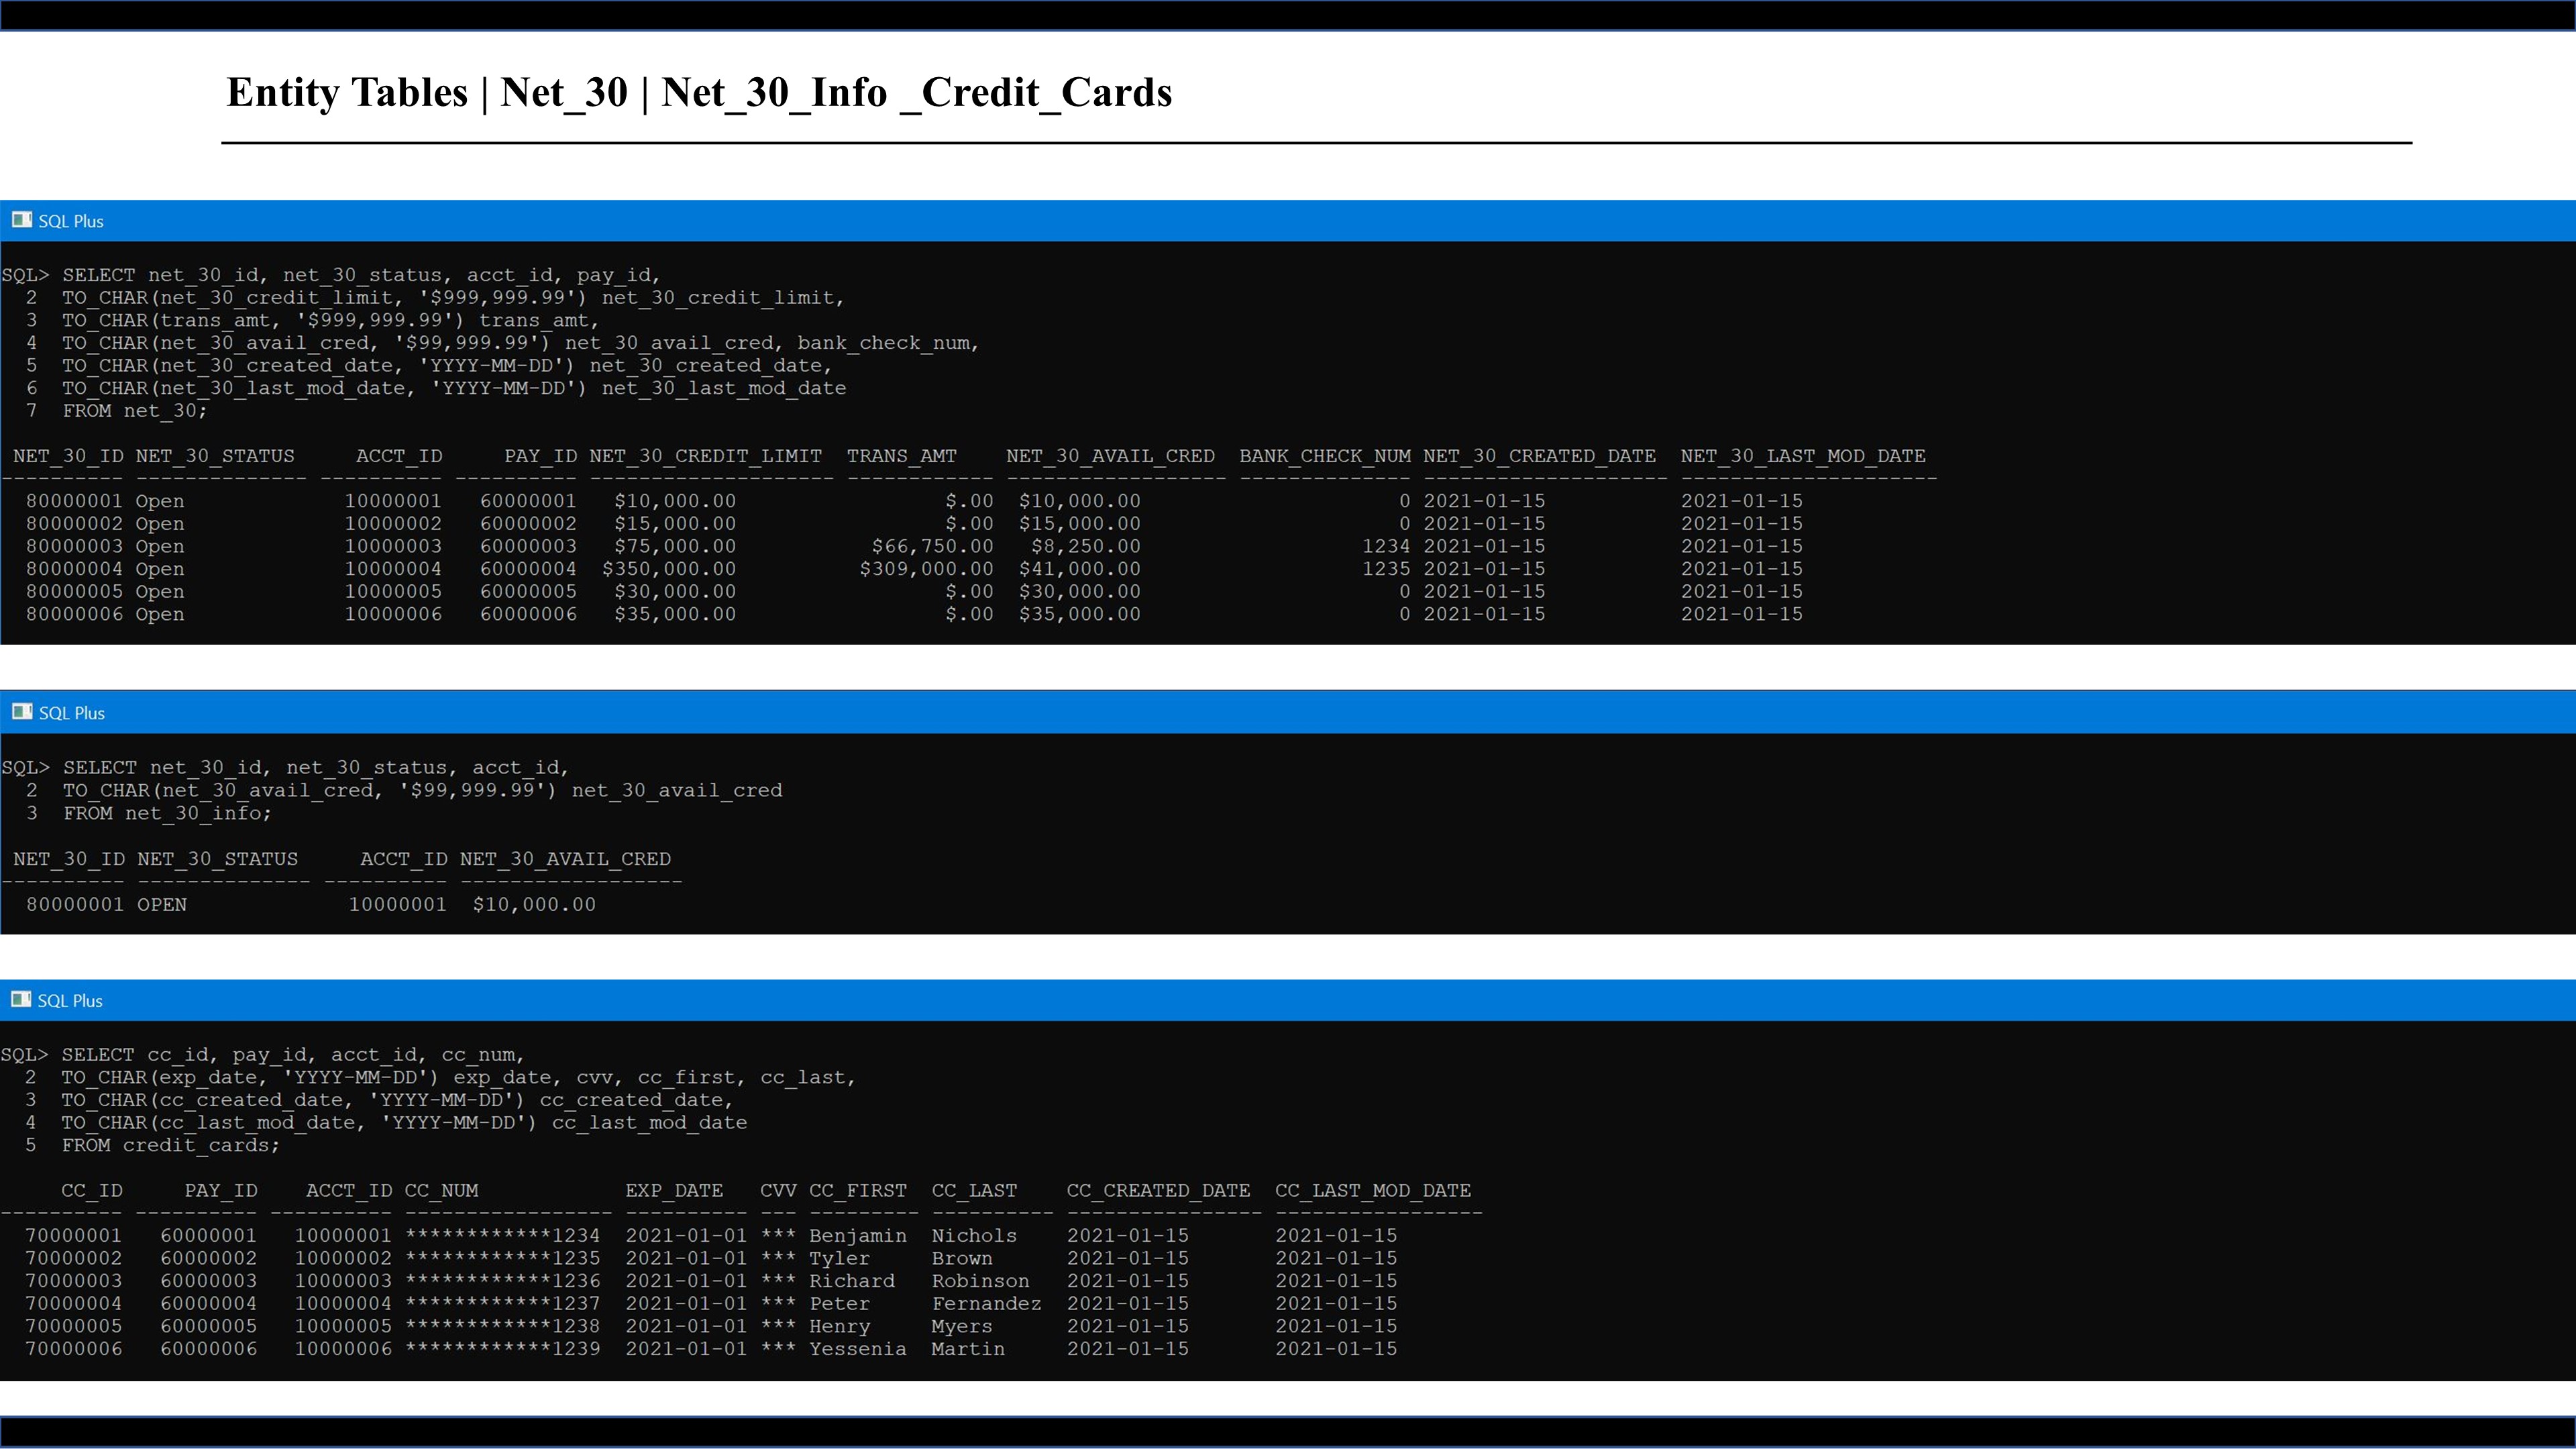 Entity Tables | Net_30 | Net_30_Info _Credit_Cards
SQL Plus
SQL> SELECT net_30_id, net_30_status, acct_id, pay_id,
2 TO_CHAR(net_30_credit_limit, '$999,999.99') net_30_credit_limit,
3 TO_CHAR(trans_amt, '$999,999.99') trans_amt,
4 TO_CHAR(net_30_avail_cred, '$99,999.99') net_30_avail_cred, bank_check_num,
5 TO_CHAR(net_30_created_date, 'YYYY-MM-DD') net_30_created_date,
6 TO_CHAR(net_30_last_mod_date, 'YYYY-MM-DD') net_30_last_mod_date
7 FROM net_30;
NET_30_ID NET_30_STATUS ACCT_ID PAY_ID NET_30_CREDIT_LIMIT TRANS_AMT NET_30_AVAIL_CRED BANK_CHECK_NUM NET_30_CREATED_DATE NET_30_LAST_MOD_DATE
---------- -------------- ---------- ---------- -------------------- ------------ ------------------ -------------- -------------------- ---------------------
80000001 Open 10000001 60000001 $10,000.00 $.00 $10,000.00 0 2021-01-15 2021-01-15
80000002 Open 10000002 60000002 $15,000.00 $.00 $15,000.00 0 2021-01-15 2021-01-15
80000003 Open 10000003 60000003 $75,000.00 $66,750.00 $8,250.00 1234 2021-01-15 2021-01-15
80000004 Open 10000004 60000004 $350,000.00 $309,000.00 $41,000.00 1235 2021-01-15 2021-01-15
80000005 Open 10000005 60000005 $30,000.00 $.00 $30,000.00 0 2021-01-15 2021-01-15
80000006 Open 10000006 60000006 $35,000.00 $.00 $35,000.00 0 2021-01-15 2021-01-15
SQL Plus
SQL> SELECT net_30_id, net_30_status, acct_id,
2 TO_CHAR(net_30_avail_cred, '$99,999.99') net_30_avail_cred
3 FROM net_30_info;
NET_30_ID NET_30_STATUS ACCT_ID NET_30_AVAIL_CRED
---------- -------------- ---------- ------------------
80000001 OPEN 10000001 $10,000.00
SQL Plus
SQL> SELECT cc_id, pay_id, acct_id, cc_num,
2 TO_CHAR(exp_date, 'YYYY-MM-DD') exp_date, cvv, cc_first, cc_last,
3 TO_CHAR(cc_created_date, 'YYYY-MM-DD') cc_created_date,
4 TO_CHAR(cc_last_mod_date, 'YYYY-MM-DD') cc_last_mod_date
5 FROM credit_cards;
CC_ID PAY_ID ACCT_ID CC_NUM EXP_DATE CVV CC_FIRST CC_LAST CC_CREATED_DATE CC_LAST_MOD_DATE
---------- ---------- ---------- ----------------- ---------- --- --------- ---------- ---------------- -----------------
70000001 60000001 10000001 ************1234 2021-01-01 *** Benjamin Nichols 2021-01-15 2021-01-15
70000002 60000002 10000002 ************1235 2021-01-01 *** Tyler Brown 2021-01-15 2021-01-15
70000003 60000003 10000003 ************1236 2021-01-01 *** Richard Robinson 2021-01-15 2021-01-15
70000004 60000004 10000004 ************1237 2021-01-01 *** Peter Fernandez 2021-01-15 2021-01-15
70000005 60000005 10000005 ************1238 2021-01-01 *** Henry Myers 2021-01-15 2021-01-15
70000006 60000006 10000006 ************1239 2021-01-01 *** Yessenia Martin 2021-01-15 2021-01-15